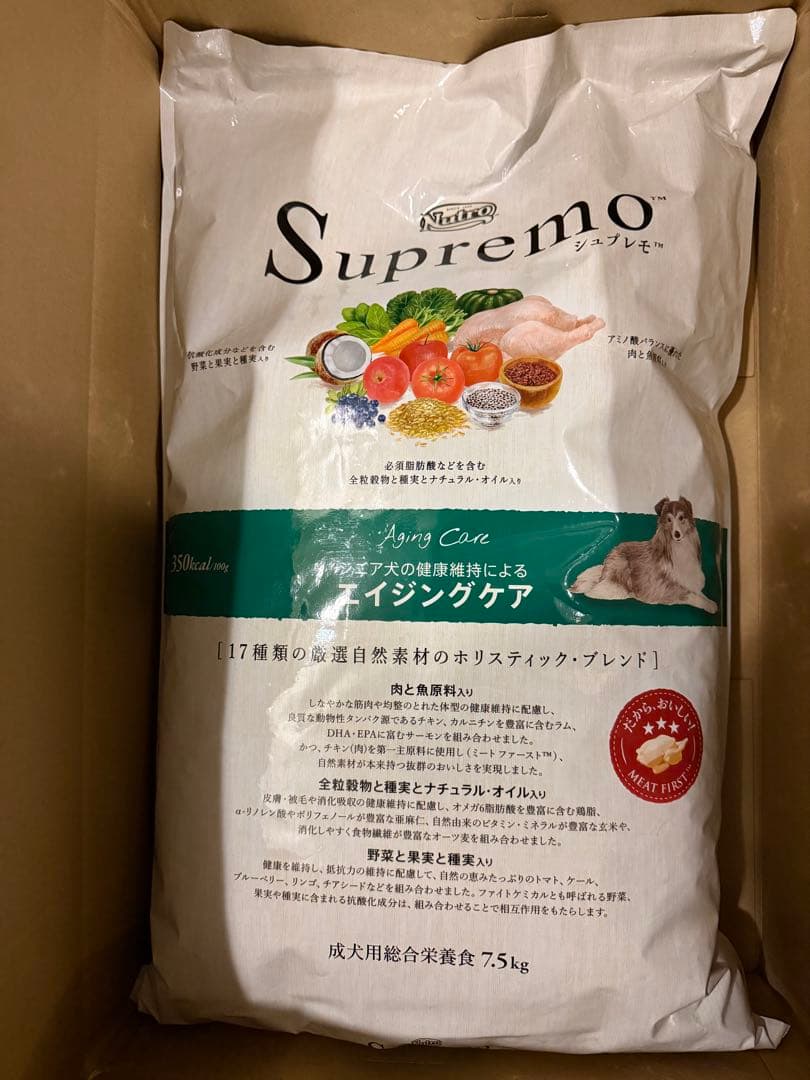 SINCE 1926
Nutro
Supremo™
シュプレモ™
抗酸化成分などを含む
野菜と果実と種実入り
アミノ酸バランスに優れた
肉と魚原料入り
必須脂肪酸などを含む
全粒穀物と種実とナチュラル・オイル入り
Aging Care
350kcal/100g
シニア犬の健康維持による
エイジングケア
[17種類の厳選自然素材のホリスティック・ブレンド]
肉と魚原料入り
しなやかな筋肉や均整のとれた体型の健康維持に配慮し、
良質な動物性タンパク源であるチキン、カルニチンを豊富に含むラム、
DHA・EPAに富むサーモンを組み合わせました。
かつ、チキン(肉)を第一主原料に使用し(ミートファースト™)、
自然素材が本来持つ抜群のおいしさを実現しました。
だから、おいしい!
MEAT FIRST™
全粒穀物と種実とナチュラル・オイル入り
皮膚・被毛や消化吸収の健康維持に配慮し、オメガ6脂肪酸を豊富に含む鶏脂、
α-リノレン酸やポリフェノールが豊富な亜麻仁、自然由来のビタミン・ミネラルが豊富な玄米や、
消化しやすく食物繊維が豊富なオーツ麦を組み合わせました。
野菜と果実と種実入り
健康を維持し、抵抗力の維持に配慮して、自然の恵みたっぷりのトマト、ケール、
ブルーベリー、リンゴ、チアシードなどを組み合わせました。ファイトケミカルとも呼ばれる野菜、
果実や種実に含まれる抗酸化成分は、組み合わせることで相互作用をもたらします。
成犬用総合栄養食 7.5kg